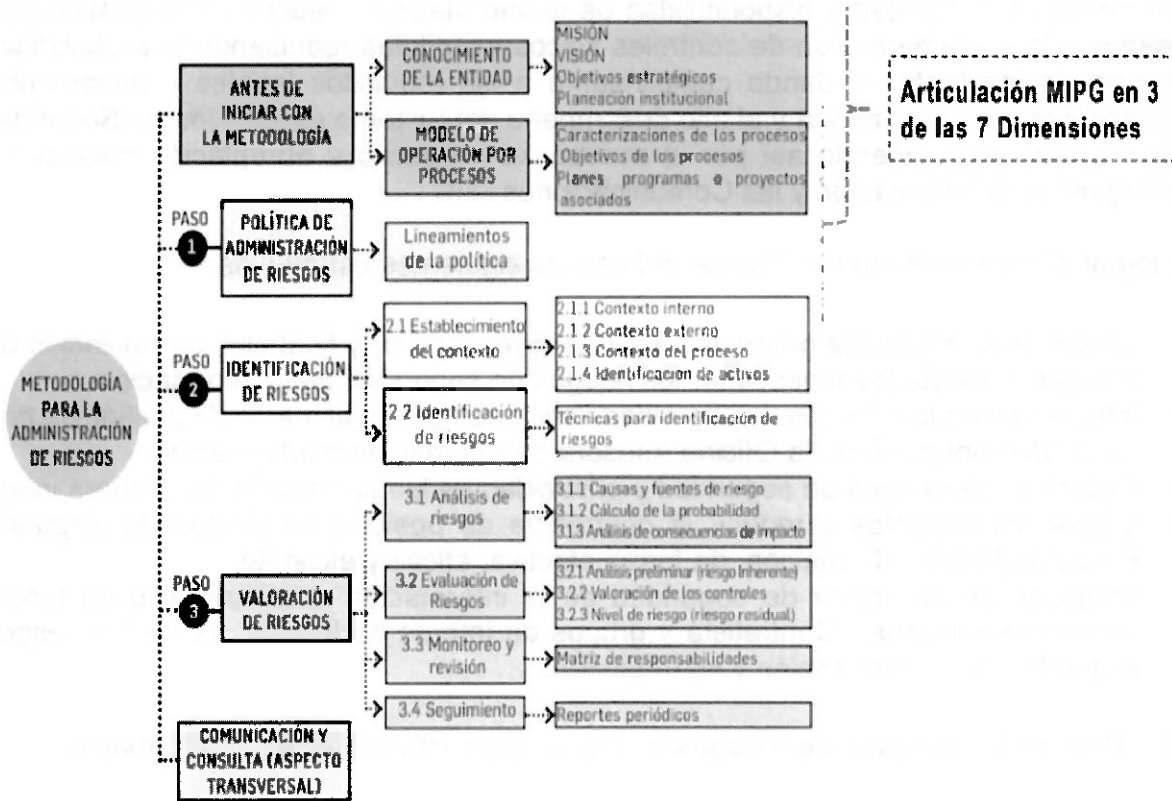 METODOLOGÍA
PARA LA
ADMINISTRACIÓN
DE RIESGOS
ANTES DE
INICIAR CON
LA METODOLOGÍA
CONOCIMIENTO
DE LA ENTIDAD
MISIÓN
VISIÓN
Objetivos estratégicos
Planeación institucional
MODELO DE
OPERACIÓN POR
PROCESOS
Caracterizaciones de los procesos
Objetivos de los procesos
Planes programas o proyectos
asociados
Articulación MIPG en 3
de las 7 Dimensiones
PASO
1
POLÍTICA DE
ADMINISTRACIÓN
DE RIESGOS
Lineamientos
de la política
PASO
2
IDENTIFICACIÓN
DE RIESGOS
2.1 Establecimiento
del contexto
2.1.1 Contexto interno
2.1.2 Contexto externo
2.1.3 Contexto del proceso
2.1.4 Identificacion de activos
2.2 Identificación
de riesgos
Técnicas para identificación de
riesgos
PASO
3
VALORACIÓN
DE RIESGOS
3.1 Análisis de
riesgos
3.1.1 Causas y fuentes de riesgo
3.1.2 Cálculo de la probabilidad
3.1.3 Análisis de consecuencias de impacto
3.2 Evaluación de
Riesgos
3.2.1 Análisis preliminar (riesgo Inherente)
3.2.2 Valoración de los controles
3.2.3 Nivel de riesgo (riesgo residual)
3.3 Monitoreo y
revisión
Matriz de responsabilidades
3.4 Seguimiento
Reportes periódicos
COMUNICACIÓN Y
CONSULTA (ASPECTO
TRANSVERSAL)